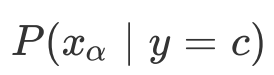 P(x_α | y = c)